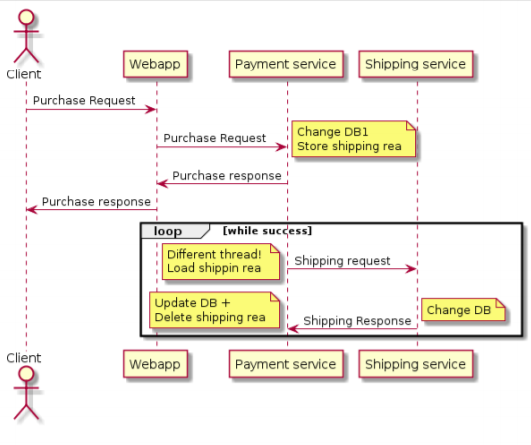 Client
Webapp
Payment service
Shipping service
Purchase Request
Purchase Request
Change DB1
Store shipping rea
Purchase response
Purchase response
loop
[while success]
Different thread!
Load shippin rea
Shipping request
Update DB +
Delete shipping rea
Shipping Response
Change DB
Client
Webapp
Payment service
Shipping service